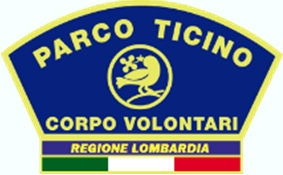 PARCO TICINO
CORPO VOLONTARI
REGIONE LOMBARDIA